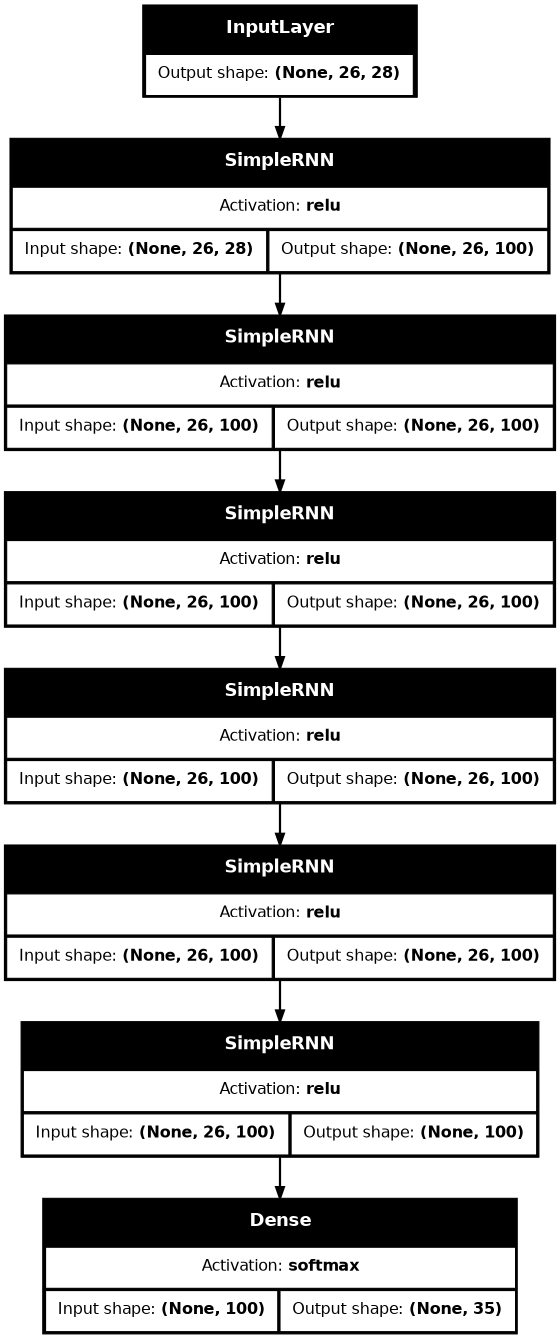 InputLayer
Output shape: (None, 26, 28)
SimpleRNN
Activation: relu
Input shape: (None, 26, 28) Output shape: (None, 26, 100)
SimpleRNN
Activation: relu
Input shape: (None, 26, 100) Output shape: (None, 26, 100)
SimpleRNN
Activation: relu
Input shape: (None, 26, 100) Output shape: (None, 26, 100)
SimpleRNN
Activation: relu
Input shape: (None, 26, 100) Output shape: (None, 26, 100)
SimpleRNN
Activation: relu
Input shape: (None, 26, 100) Output shape: (None, 26, 100)
SimpleRNN
Activation: relu
Input shape: (None, 26, 100) Output shape: (None, 100)
Dense
Activation: softmax
Input shape: (None, 100) Output shape: (None, 35)